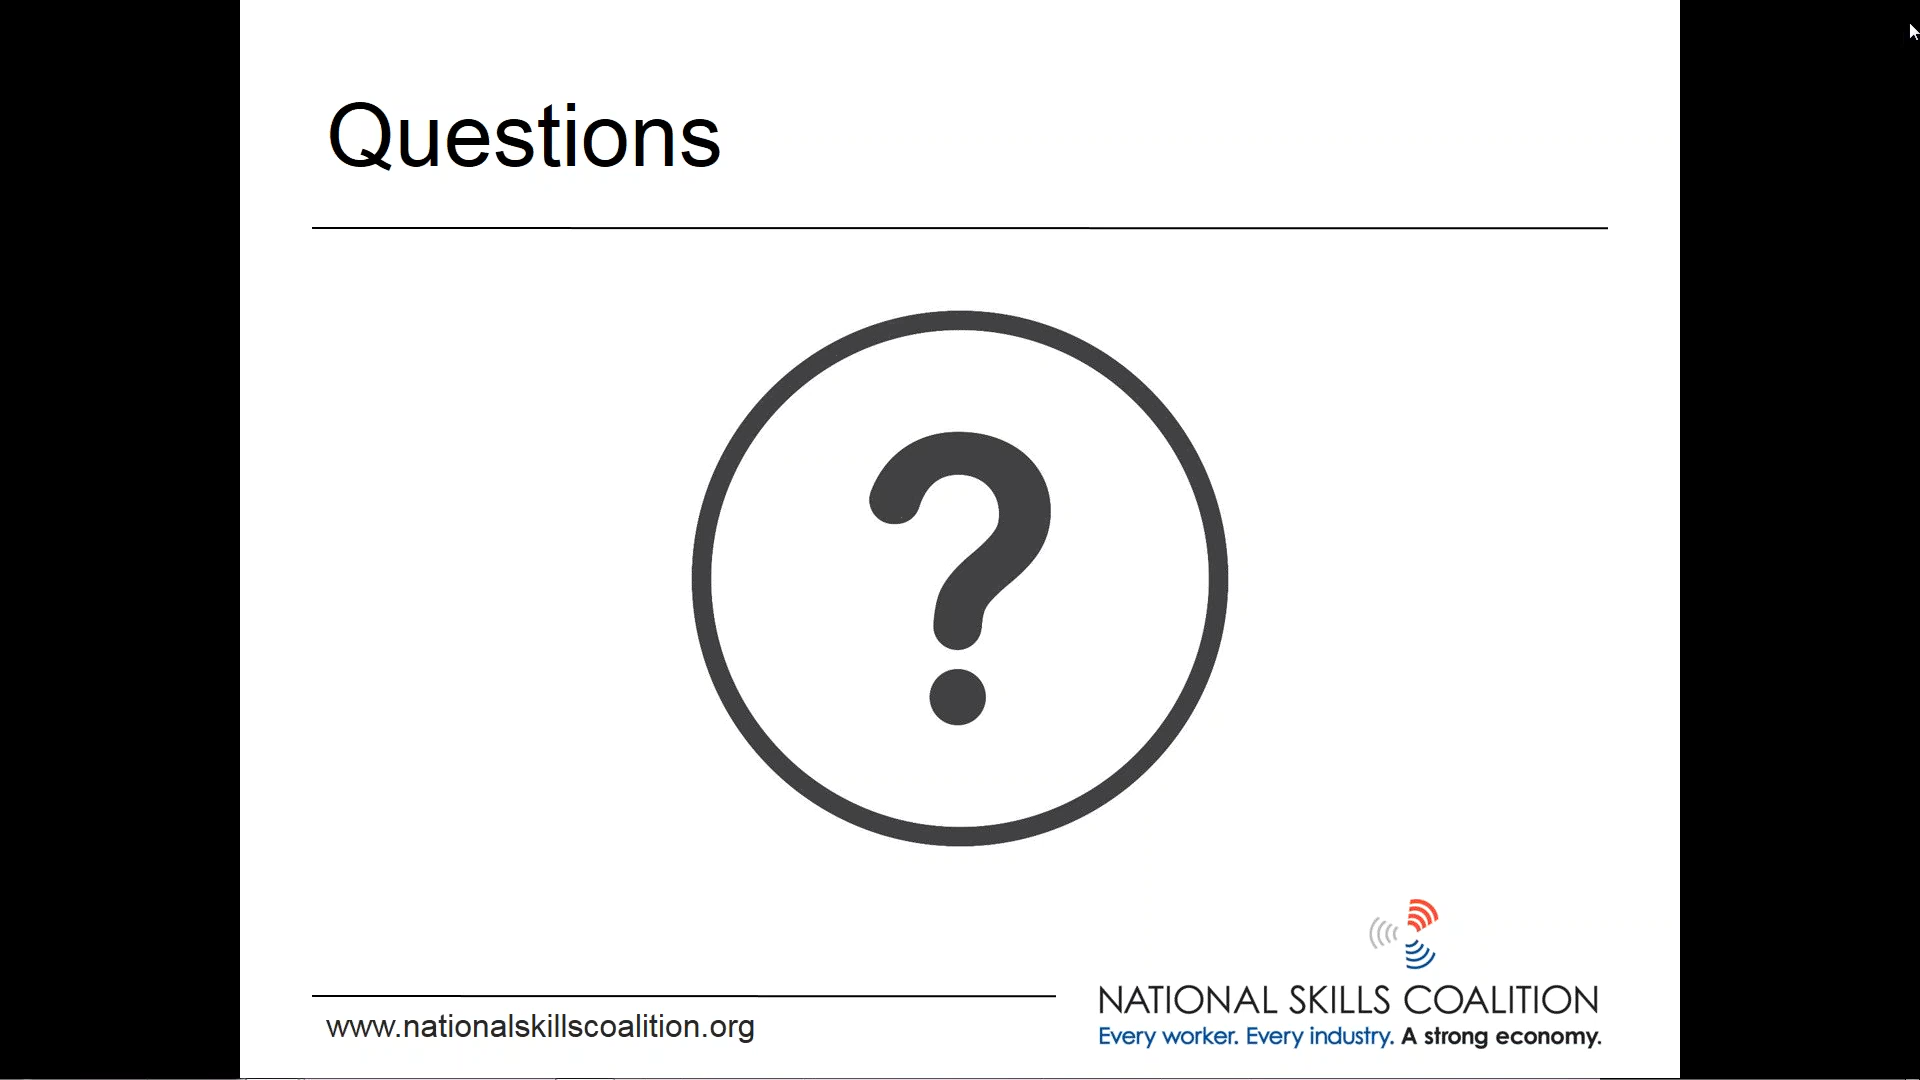 Questions
?
www.nationalskillscoalition.org
NATIONAL SKILLS COALITION
Every worker. Every industry. A strong economy.